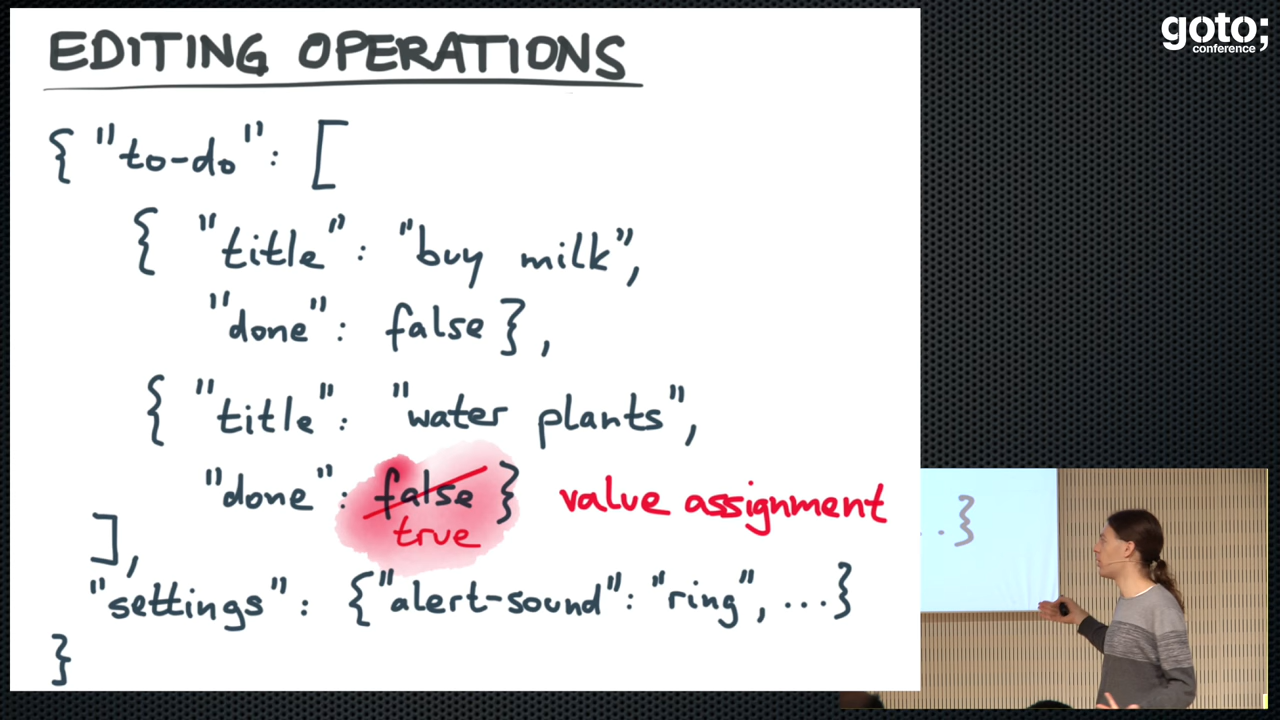 EDITING OPERATIONS
{ "to-do": [
{ "title": "buy milk",
"done": false },
{ "title": "water plants",
"done": false } value assignment
true
],
"settings": {"alert-sound": "ring", ...}
}
goto;
conference
...}